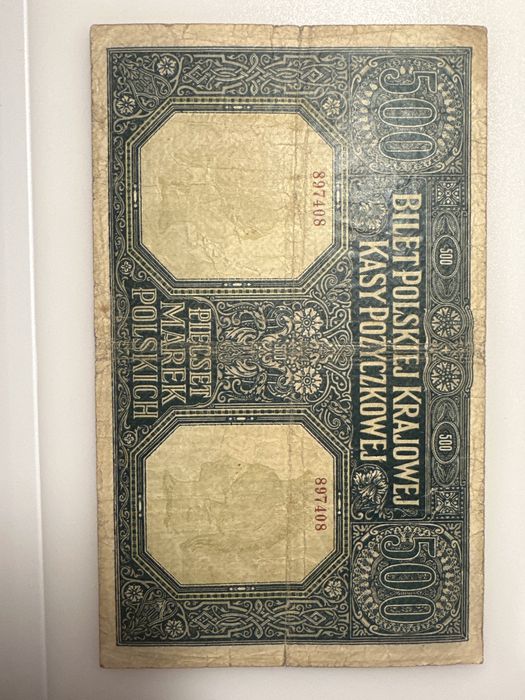 500 500 500 500
BILET POLSKIEJ KRAJOWEJ
KASY POŻYCZKOWEJ
897408 897408
PIĘĆSET
MAREK
POLSKICH